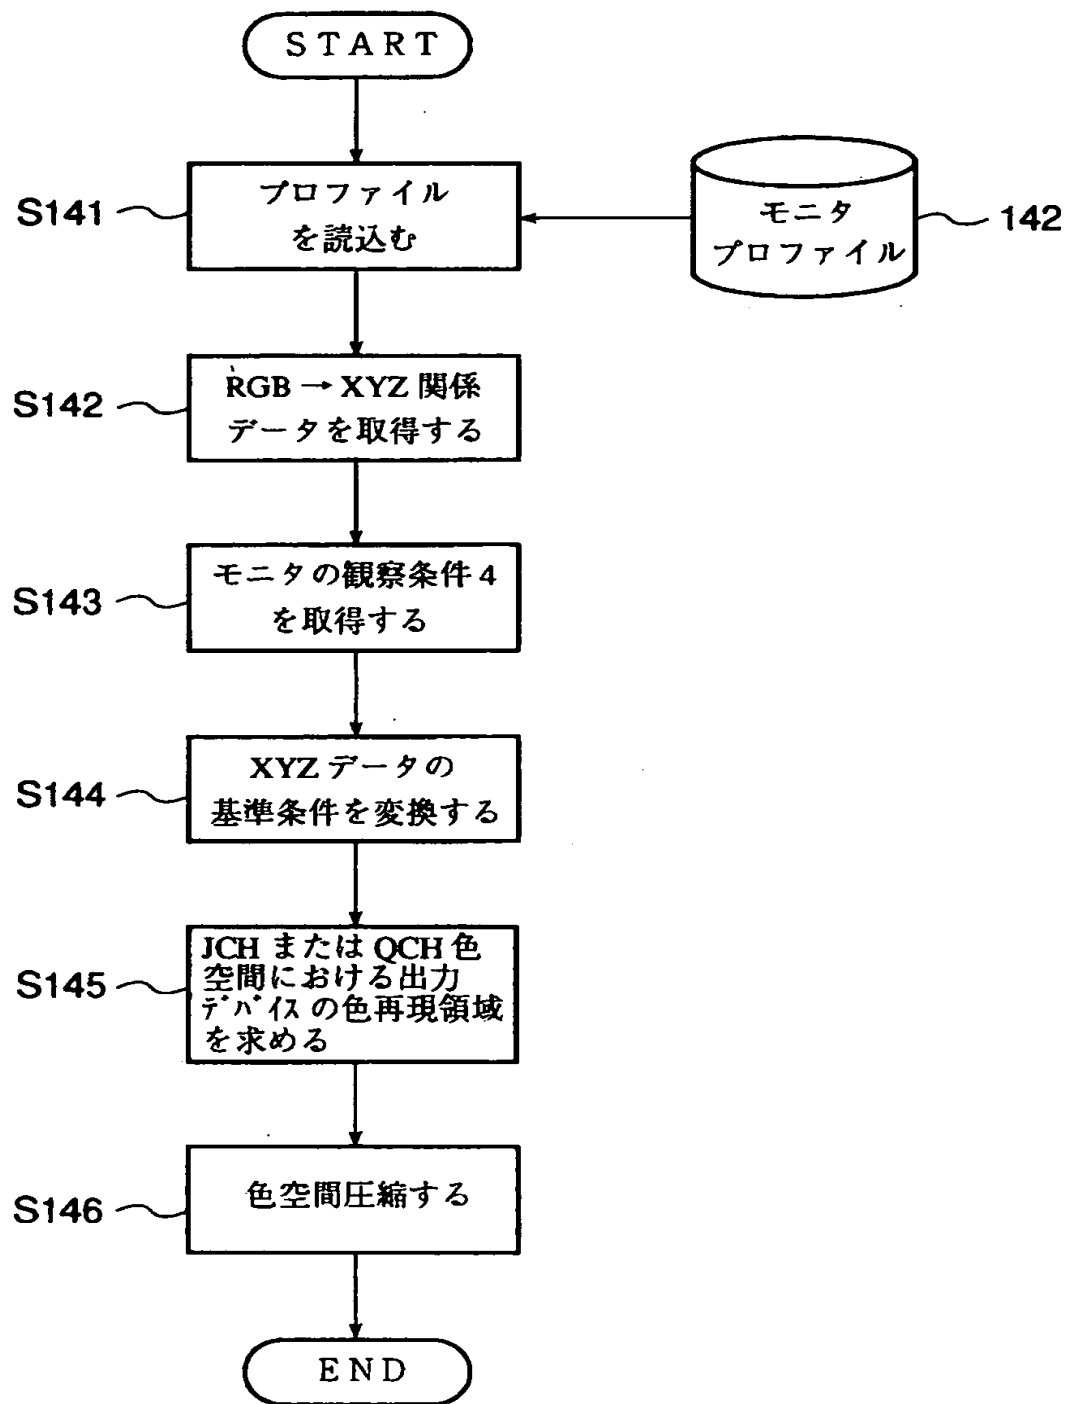 START
S141
プロファイル
を読込む
モニタ
プロファイル
142
S142
RGB → XYZ 関係
データを取得する
S143
モニタの観察条件 4
を取得する
S144
XYZ データの
基準条件を変換する
S145
JCH または QCH 色
空間における出力
ﾃﾞﾊﾞｲｽ の色再現領域
を求める
S146
色空間圧縮する
END